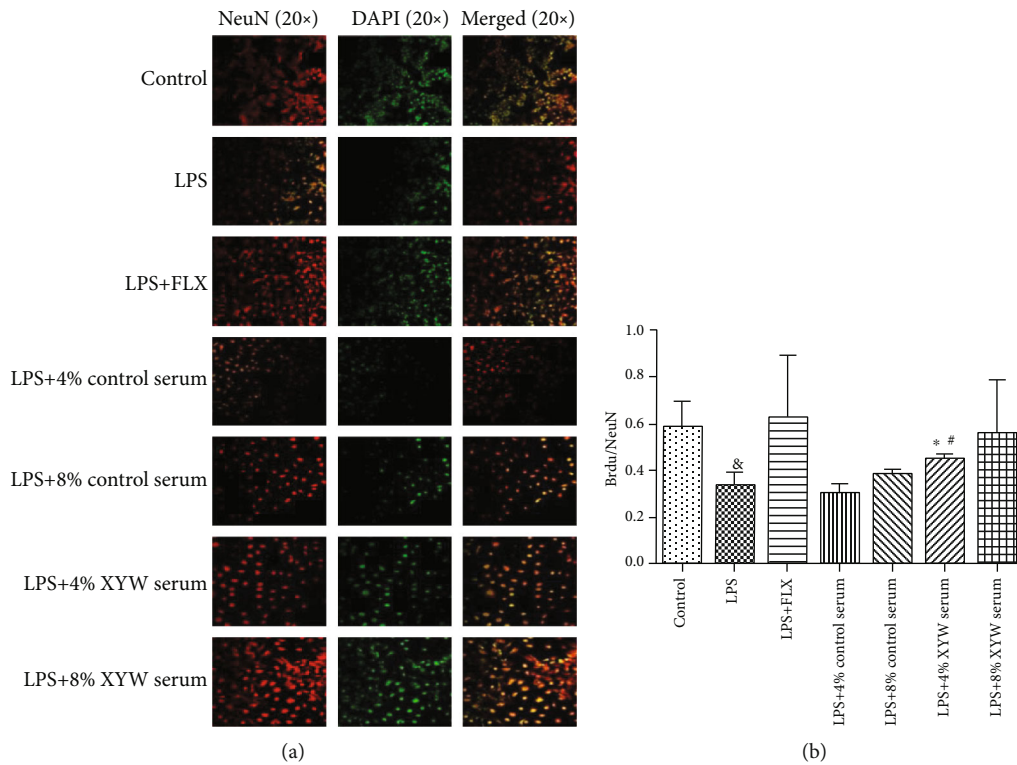 NeuN (20×) DAPI (20×) Merged (20×)
Control
LPS
LPS+FLX
LPS+4% control serum
LPS+8% control serum
LPS+4% XYW serum
LPS+8% XYW serum
(a)
1.0
0.8
0.6
0.4
0.2
0.0
Brdu/NeuN
&
* #
Control
LPS
LPS+FLX
LPS+4% control serum
LPS+8% control serum
LPS+4% XYW serum
LPS+8% XYW serum
(b)